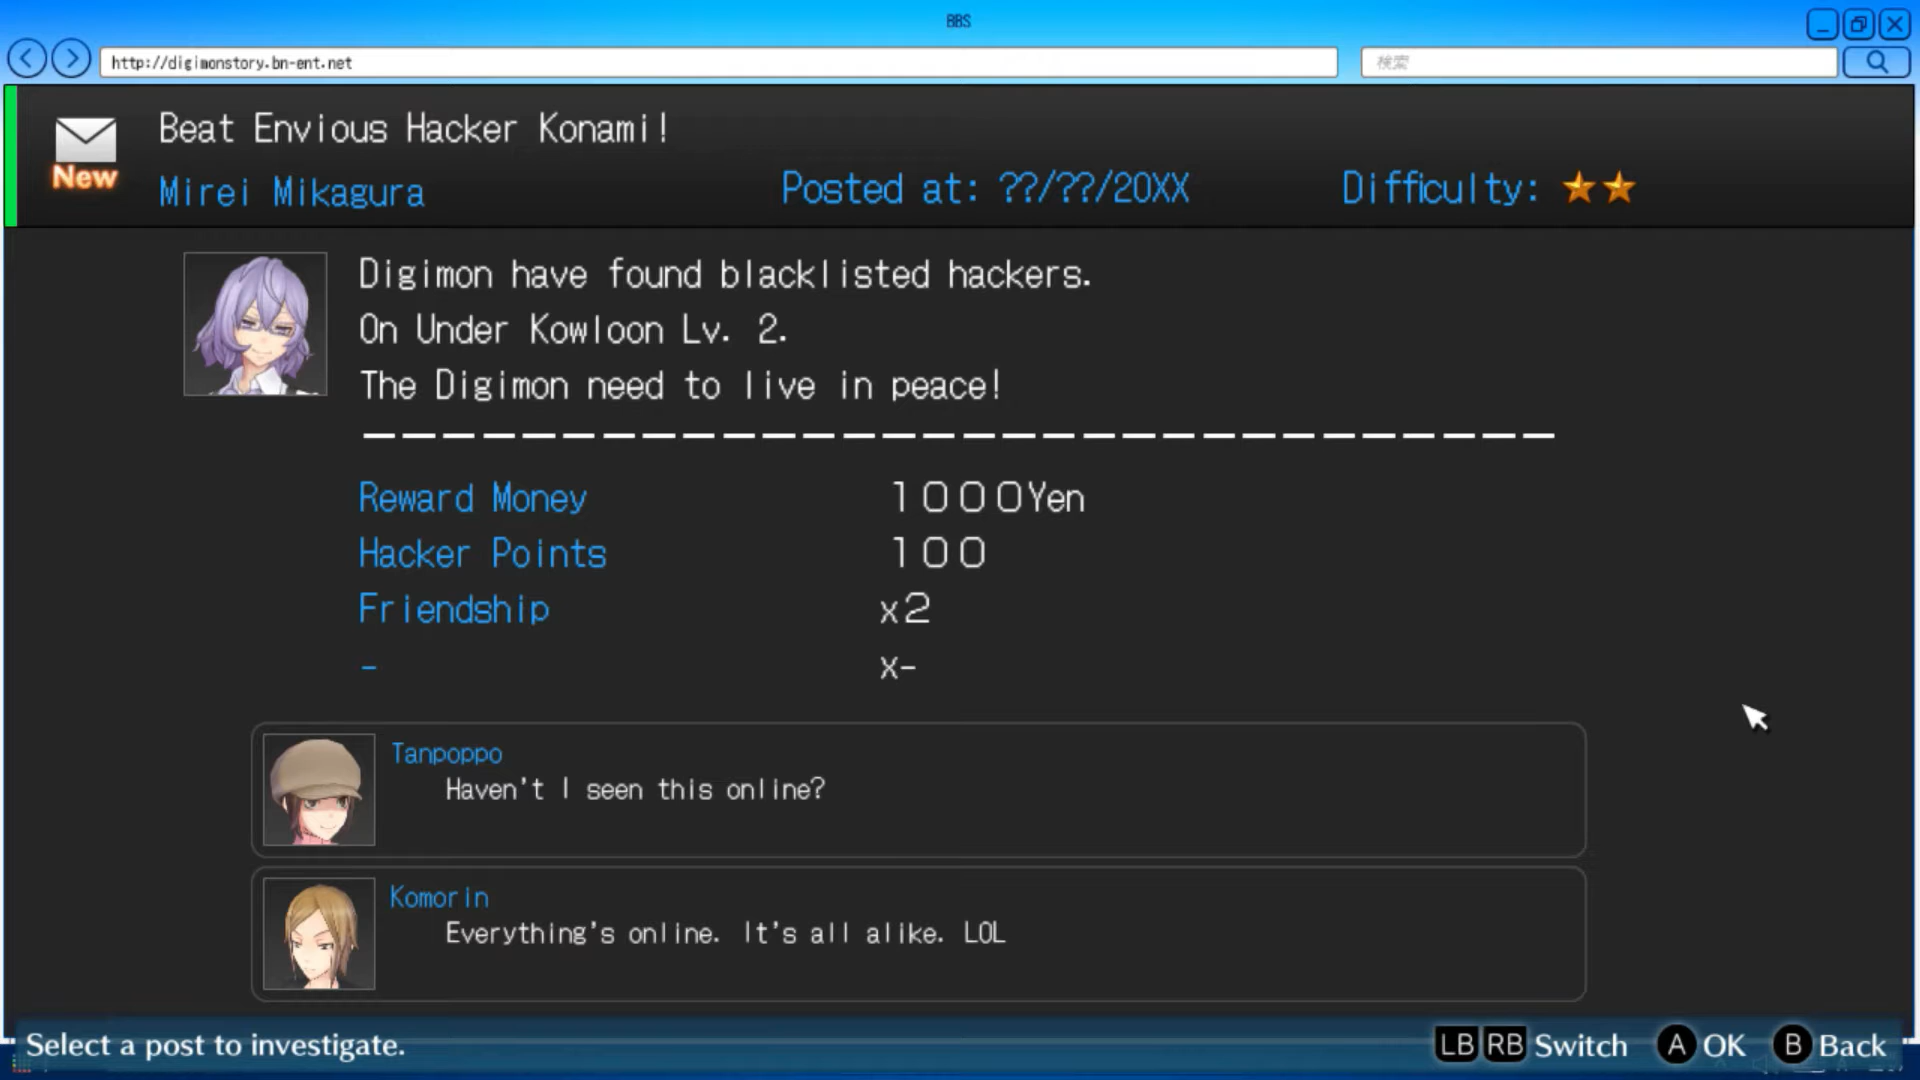 BBS
http://digimonstory.bn-ent.net
検索
Beat Envious Hacker Konami!
New
Mirei Mikagura
Posted at: ??/??/20XX
Difficulty: ★★
Digimon have found blacklisted hackers.
On Under Kowloon Lv. 2.
The Digimon need to live in peace!
Reward Money １０００Yen
Hacker Points １００
Friendship x２
- x-
Tanpoppo
Haven't I seen this online?
Komorin
Everything's online. It's all alike. LOL
Select a post to investigate.
LB RB Switch A OK B Back